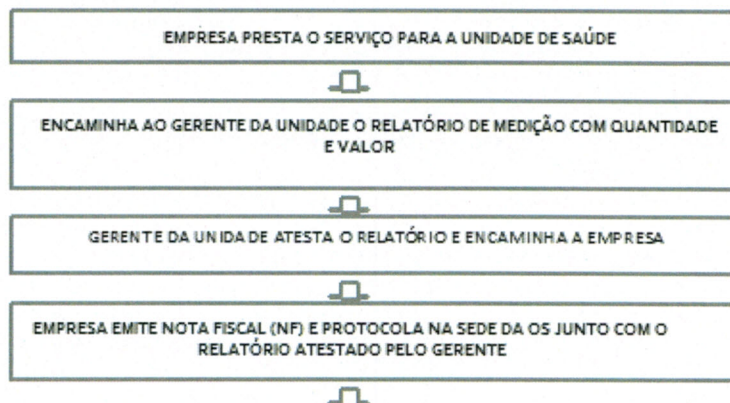 EMPRESA PRESTA O SERVIÇO PARA A UNIDADE DE SAÚDE
ENCAMINHA AO GERENTE DA UNIDADE O RELATÓRIO DE MEDIÇÃO COM QUANTIDADE
E VALOR
GERENTE DA UNIDADE ATESTA O RELATÓRIO E ENCAMINHA A EMPRESA
EMPRESA EMITE NOTA FISCAL (NF) E PROTOCOLA NA SEDE DA OS JUNTO COM O
RELATÓRIO ATESTADO PELO GERENTE